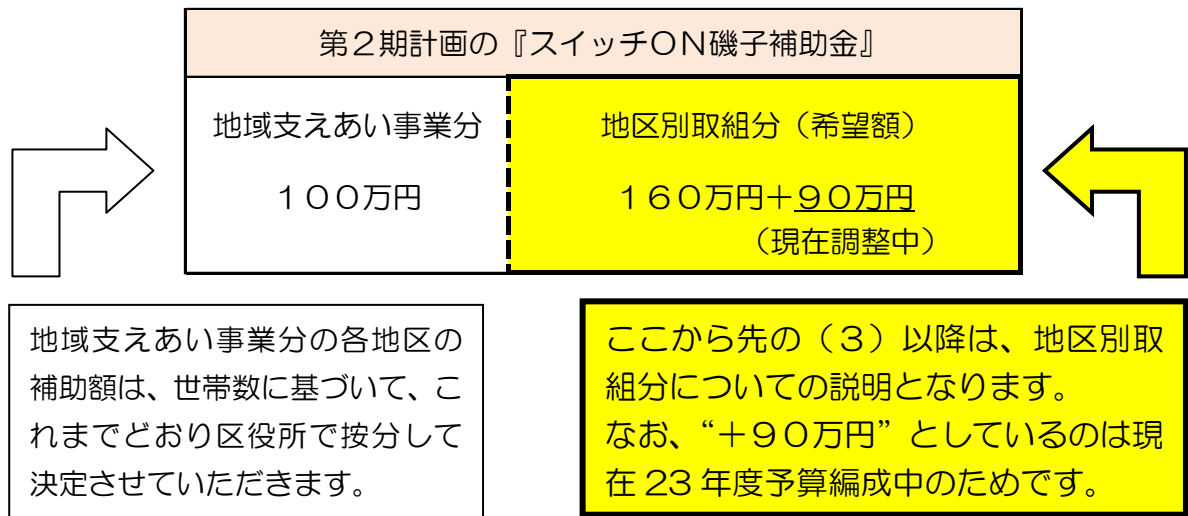 第２期計画の『スイッチＯＮ磯子補助金』
地域支えあい事業分
１００万円
地区別取組分（希望額）
１６０万円＋９０万円
（現在調整中）
地域支えあい事業分の各地区の
補助額は、世帯数に基づいて、こ
れまでどおり区役所で按分して
決定させていただきます。
ここから先の（３）以降は、地区別取
組分についての説明となります。
なお、“＋９０万円”としているのは現
在 23 年度予算編成中のためです。